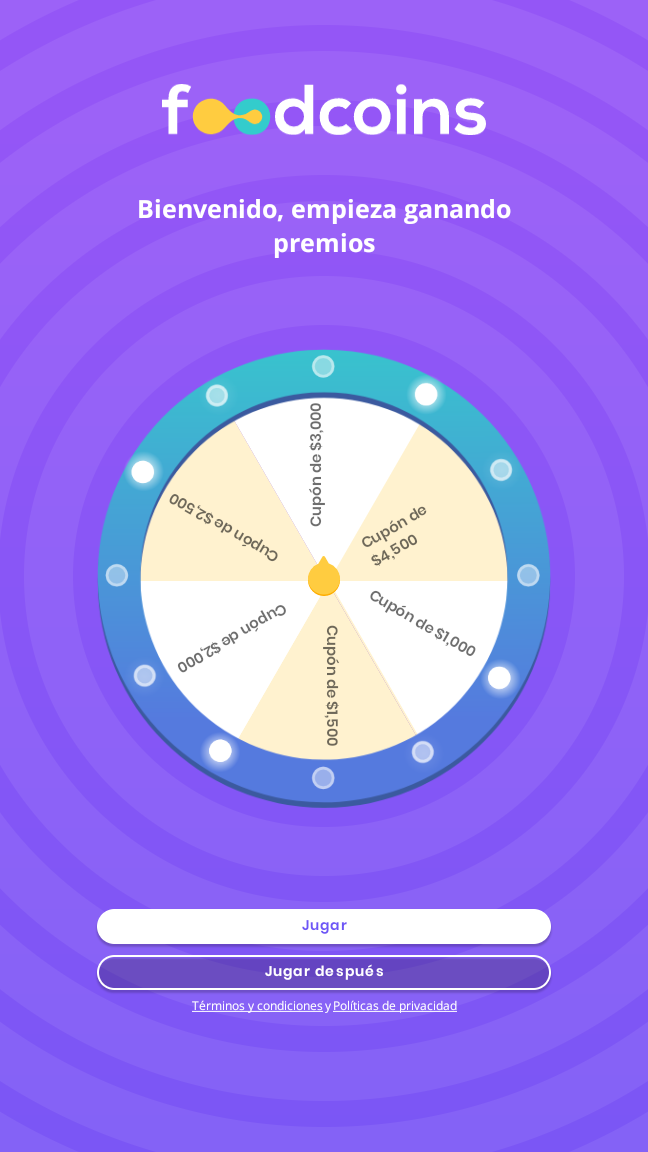 foodcoins
Bienvenido, empieza ganando
premios
Cupón de $3,000
Cupón de
$4,500
Cupón de $1,000
Cupón de $1,500
Cupón de $2,000
Cupón de $2,500
Jugar
Jugar después
Términos y condiciones y Políticas de privacidad